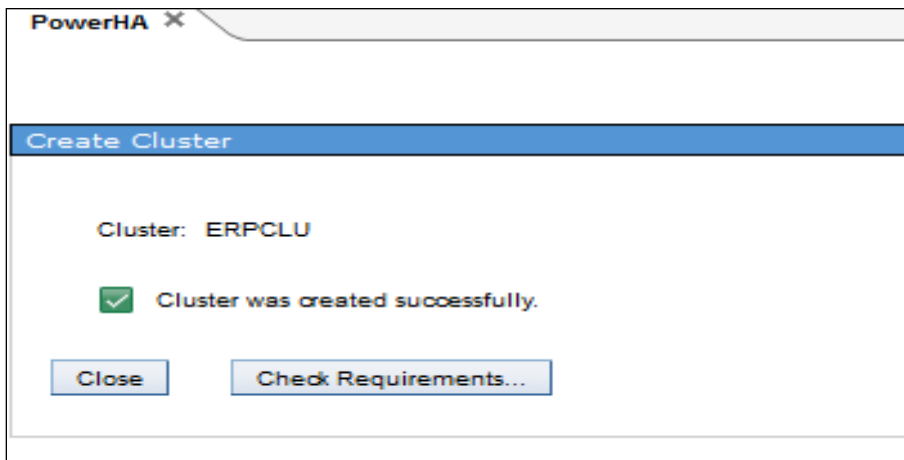 PowerHA
Create Cluster
Cluster: ERPCLU
Cluster was created successfully.
Close Check Requirements...